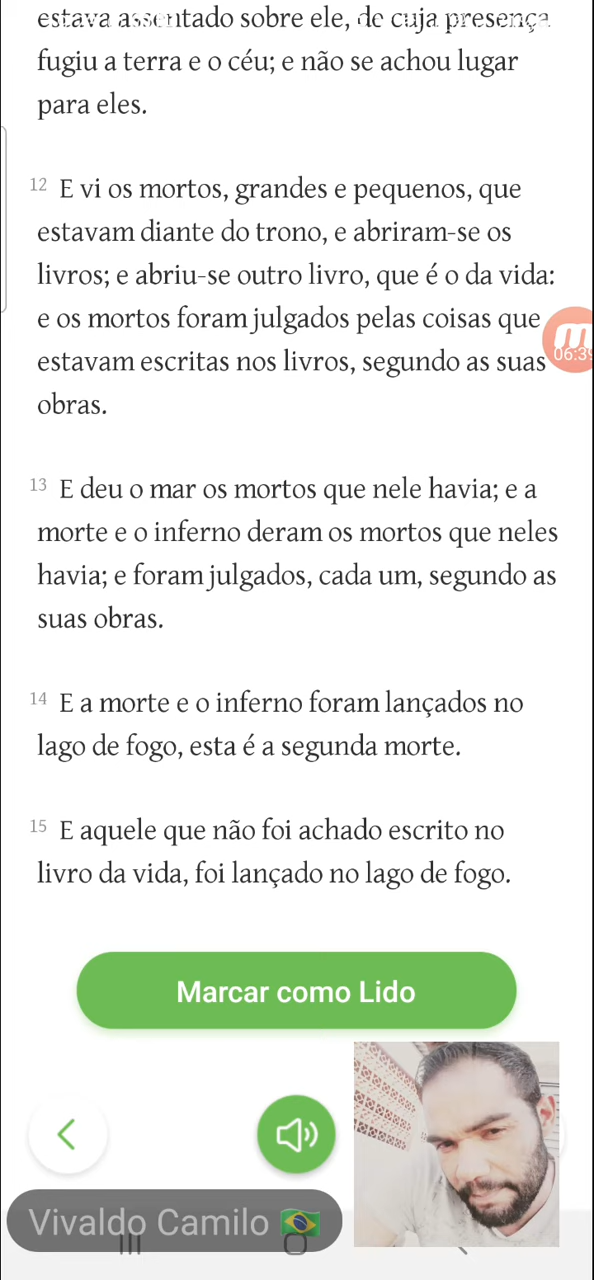 estava assentado sobre ele, de cuja presença
fugiu a terra e o céu; e não se achou lugar
para eles.
12 E vi os mortos, grandes e pequenos, que
estavam diante do trono, e abriram-se os
livros; e abriu-se outro livro, que é o da vida:
e os mortos foram julgados pelas coisas que
estavam escritas nos livros, segundo as suas
obras.
06:39
13 E deu o mar os mortos que nele havia; e a
morte e o inferno deram os mortos que neles
havia; e foram julgados, cada um, segundo as
suas obras.
14 E a morte e o inferno foram lançados no
lago de fogo, esta é a segunda morte.
15 E aquele que não foi achado escrito no
livro da vida, foi lançado no lago de fogo.
Marcar como Lido
Vivaldo Camilo 🇧🇷